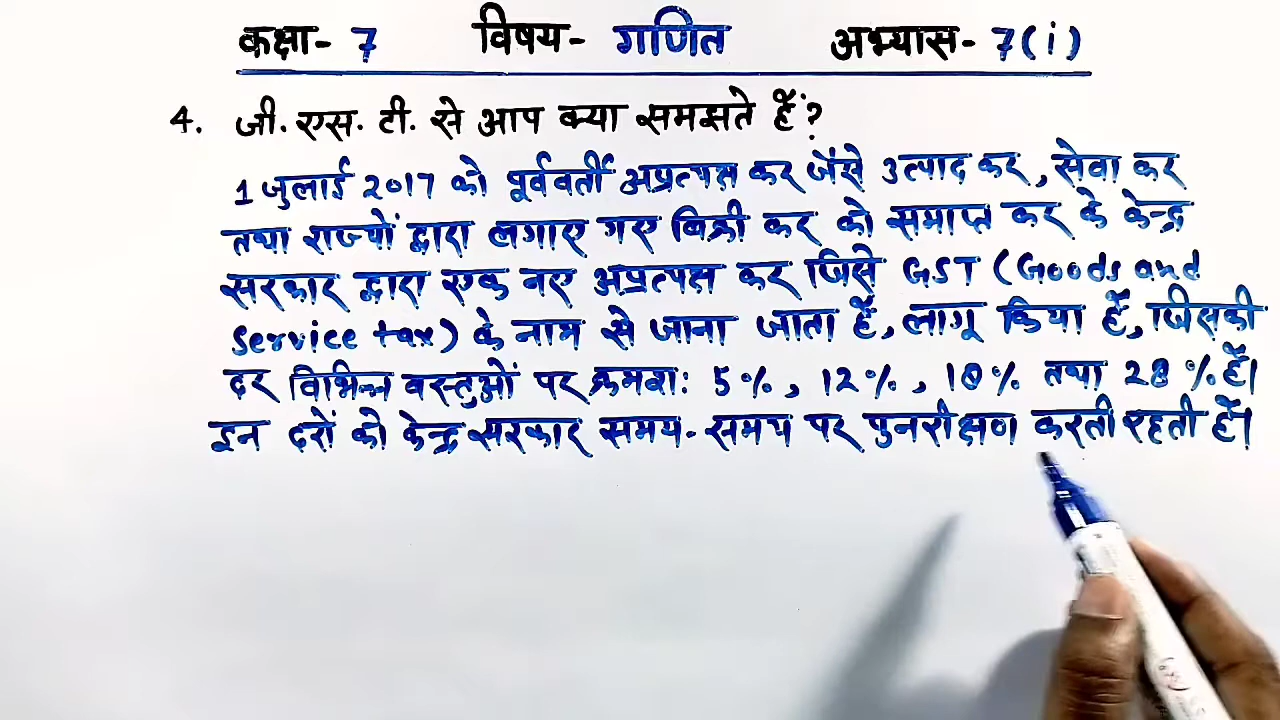 कक्षा- 7 विषय- गणित अभ्यास- 7(i)
4. जी. एस. टी. से आप क्या समझते हैं?
1 जुलाई 2017 को पूर्ववर्ती अप्रत्यक्ष कर जैसे उत्पाद कर, सेवा कर
तथा राज्यों द्वारा लगाए गए बिक्री कर को समाप्त कर के केन्द्र
सरकार द्वारा एक नए अप्रत्यक्ष कर जिसे GST (Goods and
Service tax) के नाम से जाना जाता है, लागू किया है, जिसकी
दर विभिन्न वस्तुओं पर क्रमशः 5%, 12%, 18% तथा 28% है।
इन दरों को केन्द्र सरकार समय-समय पर पुनरीक्षण करती रहती है।